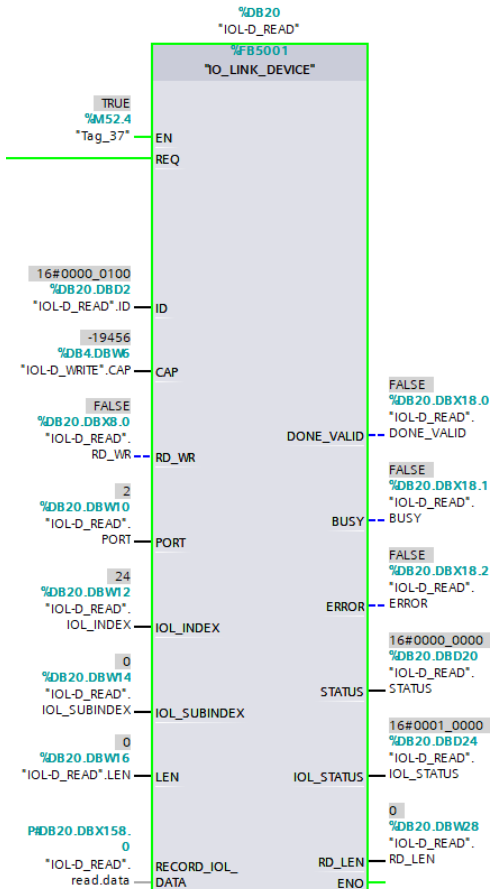 %DB20
"IOL-D_READ"
%FB5001
"IO_LINK_DEVICE"
TRUE
%M52.4
"Tag_37"
EN
REQ
16#0000_0100
%DB20.DBD2
"IOL-D_READ".ID
ID
-19456
%DB4.DBW6
"IOL-D_WRITE".CAP
CAP
FALSE
%DB20.DBX8.0
"IOL-D_READ".
RD_WR
RD_WR
2
%DB20.DBW10
"IOL-D_READ".
PORT
PORT
24
%DB20.DBW12
"IOL-D_READ".
IOL_INDEX
IOL_INDEX
0
%DB20.DBW14
"IOL-D_READ".
IOL_SUBINDEX
IOL_SUBINDEX
0
%DB20.DBW16
"IOL-D_READ".LEN
LEN
P#DB20.DBX158.
0
"IOL-D_READ".
read.data
RECORD_IOL_
DATA
FALSE
%DB20.DBX18.0
"IOL-D_READ".
DONE_VALID
DONE_VALID
FALSE
%DB20.DBX18.1
"IOL-D_READ".
BUSY
BUSY
FALSE
%DB20.DBX18.2
"IOL-D_READ".
ERROR
ERROR
16#0000_0000
%DB20.DBD20
"IOL-D_READ".
STATUS
STATUS
16#0001_0000
%DB20.DBD24
"IOL-D_READ".
IOL_STATUS
IOL_STATUS
0
%DB20.DBW28
"IOL-D_READ".
RD_LEN
RD_LEN
ENO